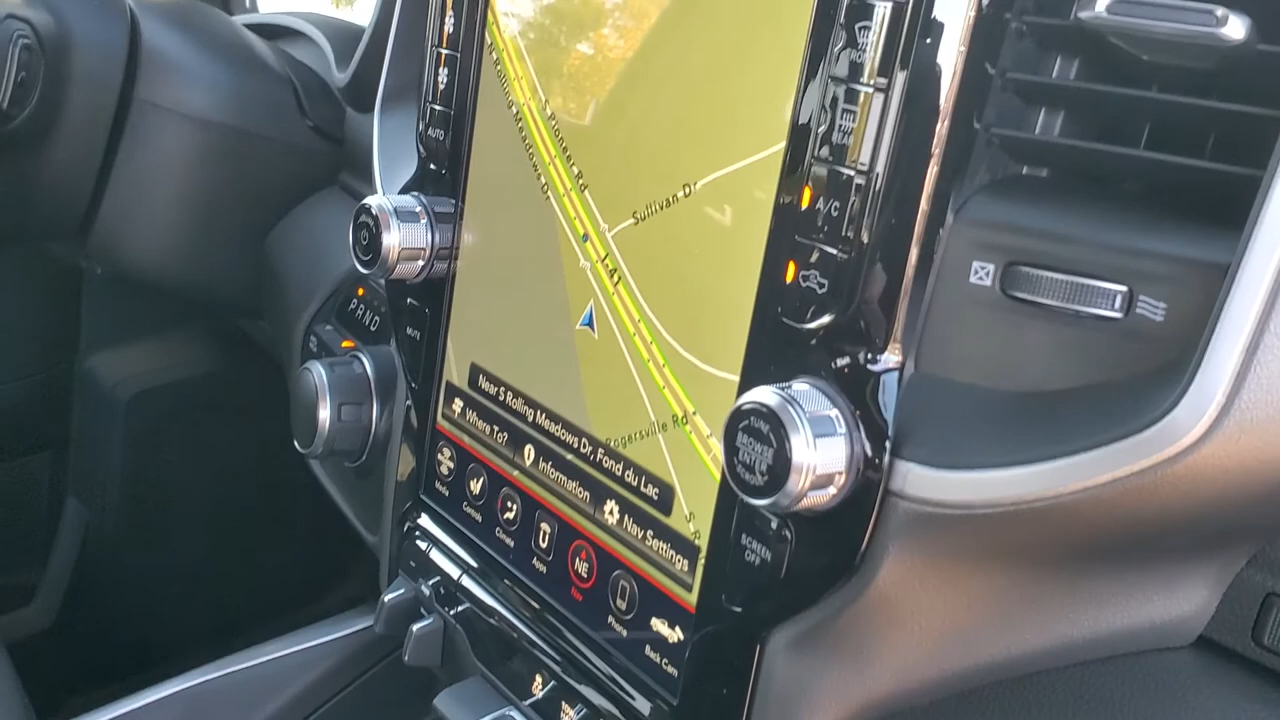 AUTO
N Rolling Meadows Dr
S Pioneer Rd
Sullivan Dr
I-41
Rogersville Rd
FRONT
REAR
A/C
PRND
MUTE
Near S Rolling Meadows Dr, Fond du Lac
Where To?
Information
Nav Settings
Media
Controls
Climate
Apps
NE
Nav
Phone
Back Cam
TUNE
BROWSE
ENTER
SCROLL
SCREEN
OFF